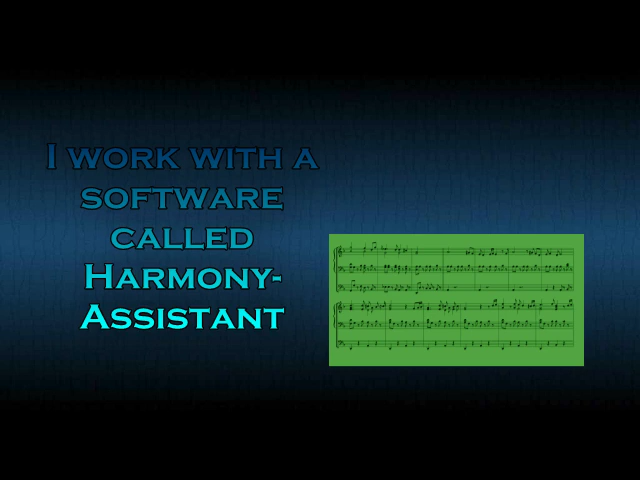 I work with a
software
called
Harmony-
Assistant